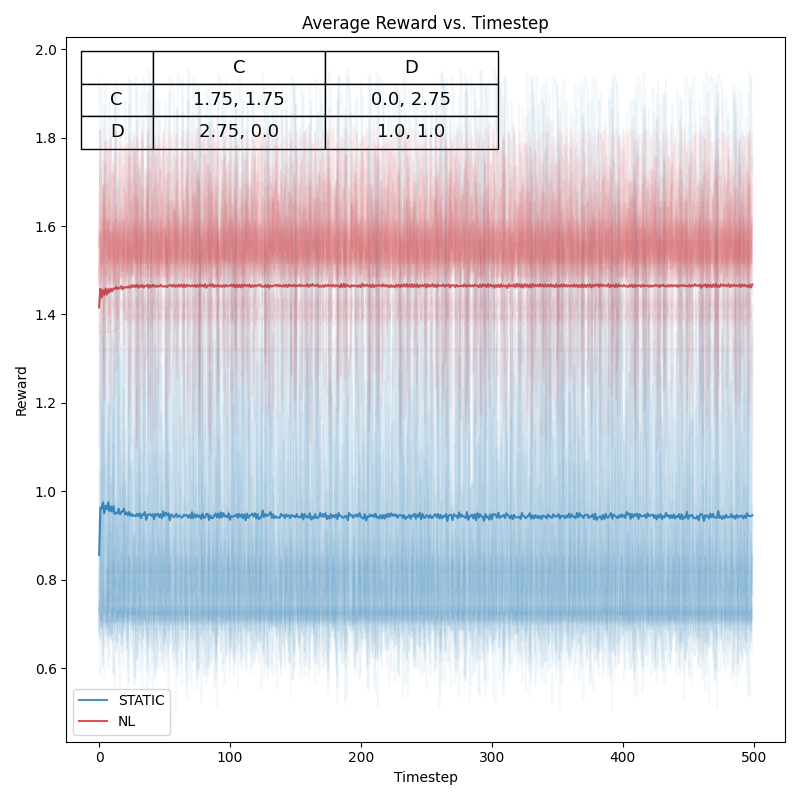 Average Reward vs. Timestep
C D
C 1.75, 1.75 0.0, 2.75
D 2.75, 0.0 1.0, 1.0
2.0
1.8
1.6
1.4
1.2
1.0
0.8
0.6
Reward
STATIC
NL
0 100 200 300 400 500
Timestep